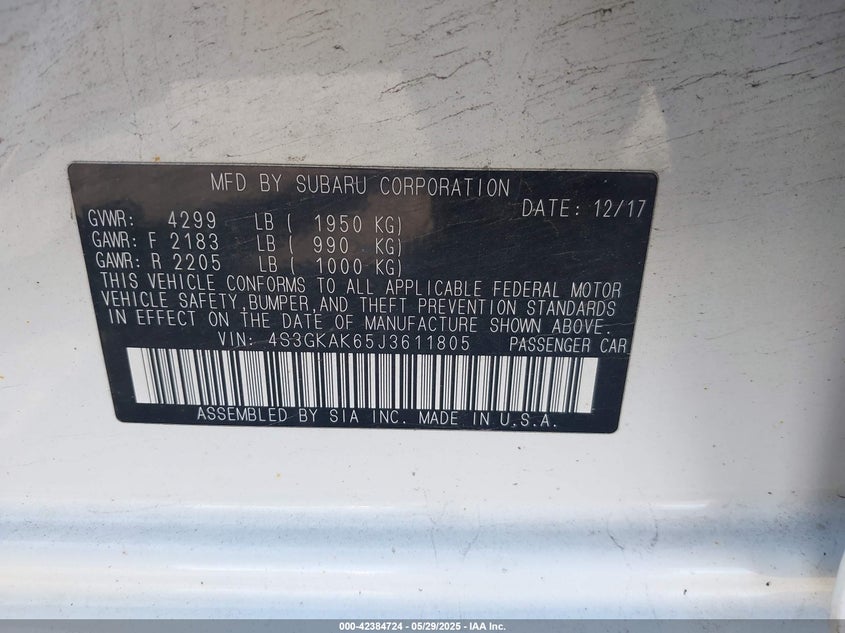 MFD BY SUBARU CORPORATION
DATE: 12/17
GVWR: 4299 LB ( 1950 KG)
GAWR: F 2183 LB ( 990 KG)
GAWR: R 2205 LB ( 1000 KG)
THIS VEHICLE CONFORMS TO ALL APPLICABLE FEDERAL MOTOR
VEHICLE SAFETY, BUMPER, AND THEFT PREVENTION STANDARDS
IN EFFECT ON THE DATE OF MANUFACTURE SHOWN ABOVE.
VIN: 4S3GKAK65J3611805 PASSENGER CAR
ASSEMBLED BY SIA INC. MADE IN U.S.A.
000-42384724 - 05/29/2025 - IAA Inc.